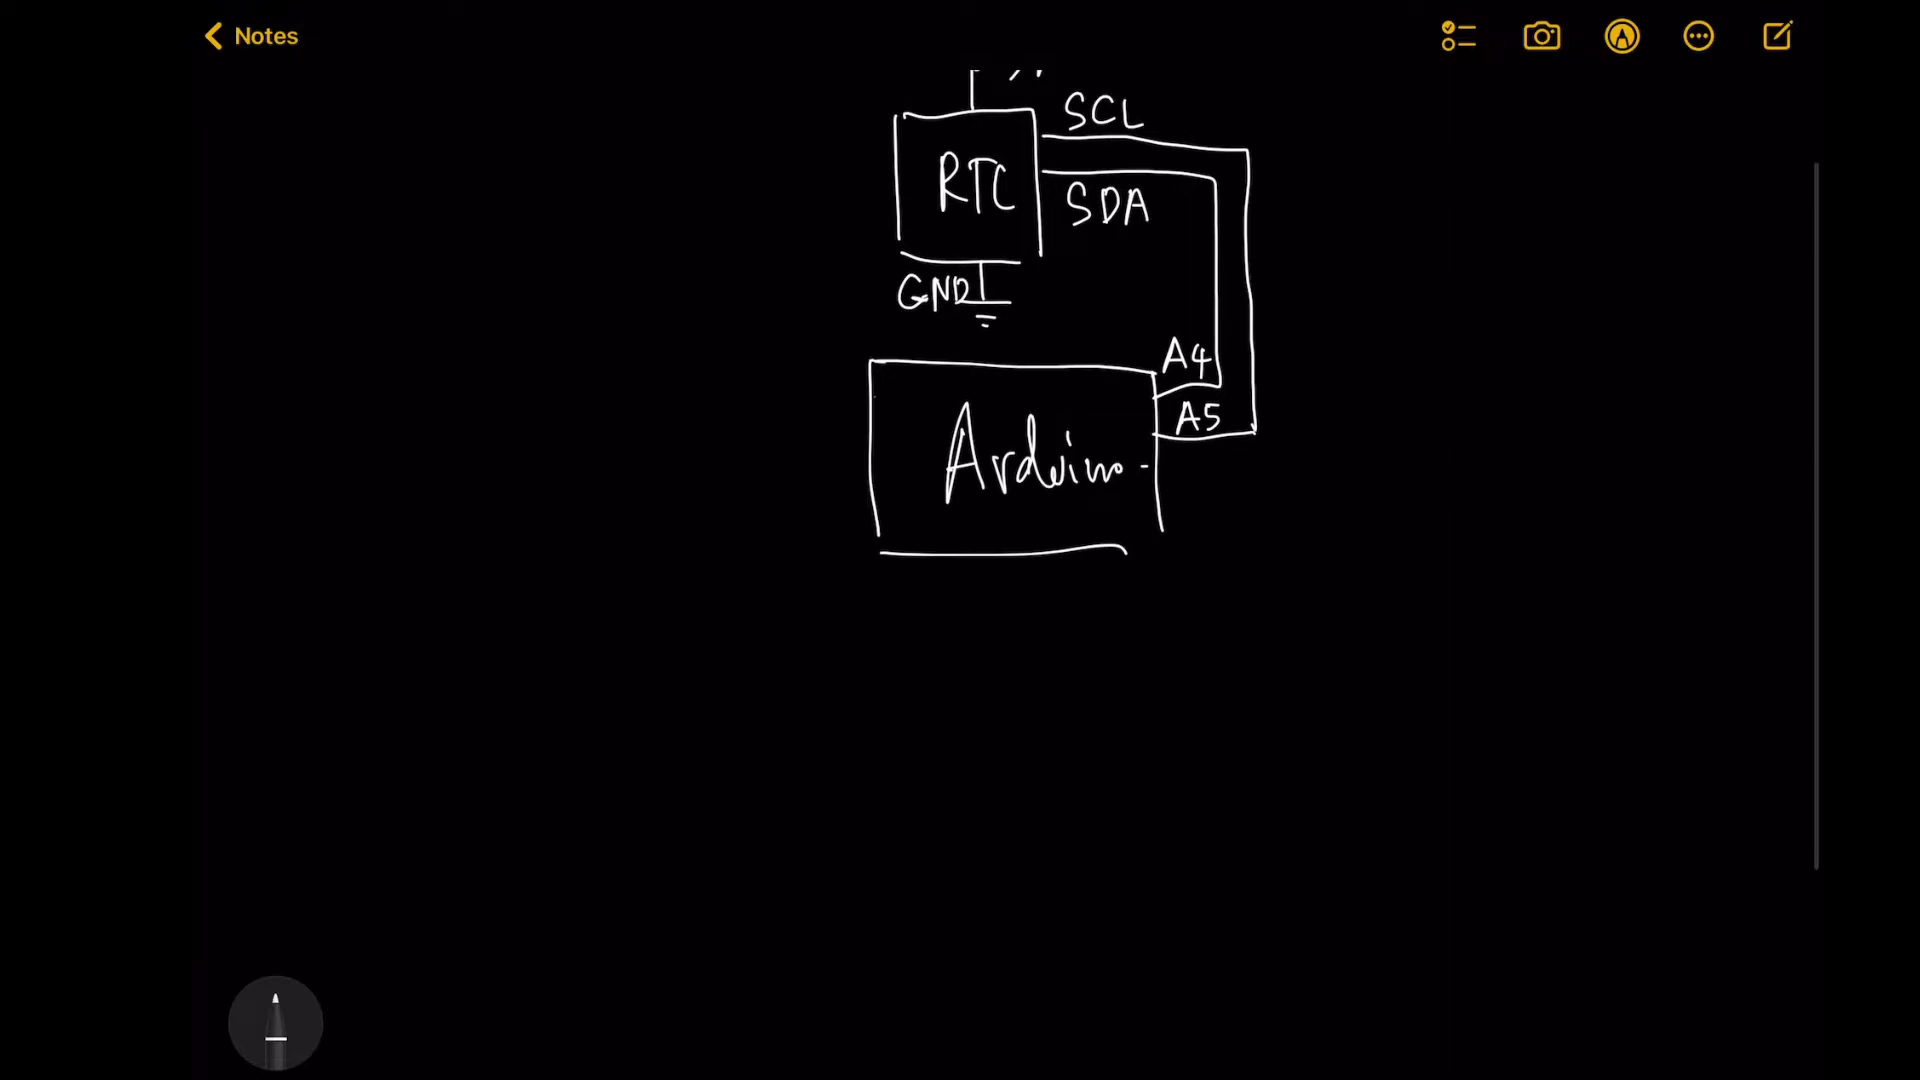 Notes
SCL
RTC
SDA
GND
A4
A5
Arduino